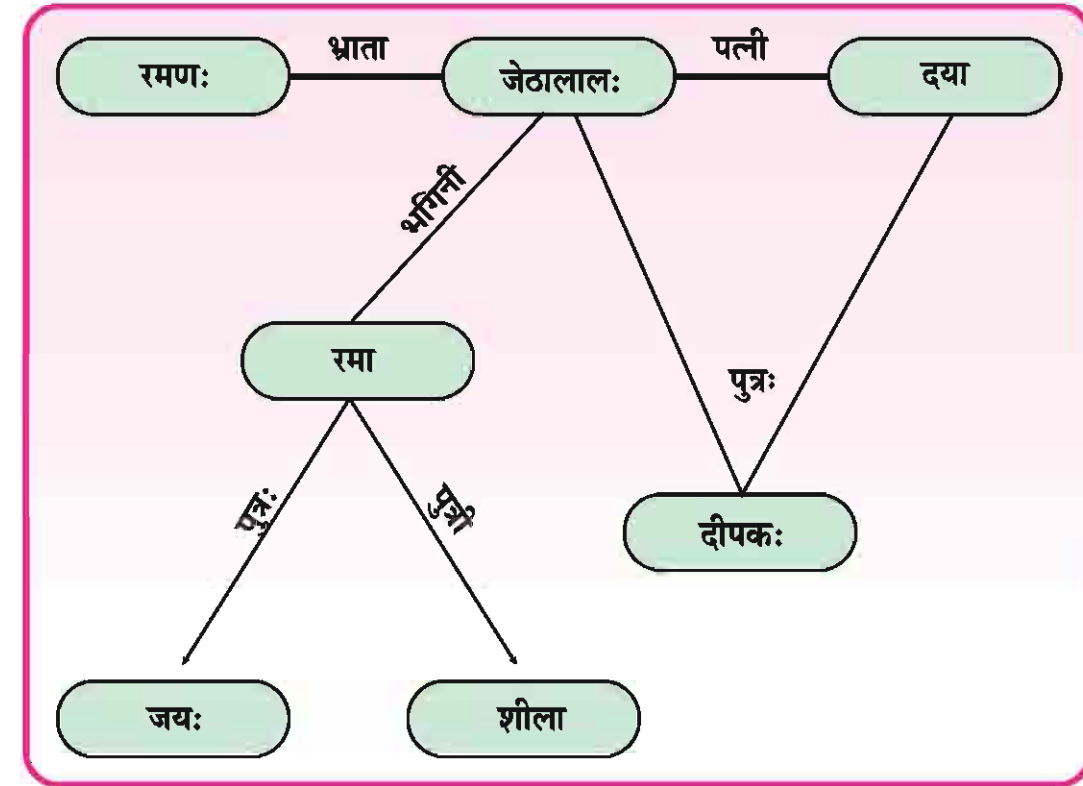 भ्राता
पत्नी
रमणः
जेठालालः
दया
भगिनी
रमा
पुत्रः
पुत्रः
पुत्री
दीपकः
जयः
शीला